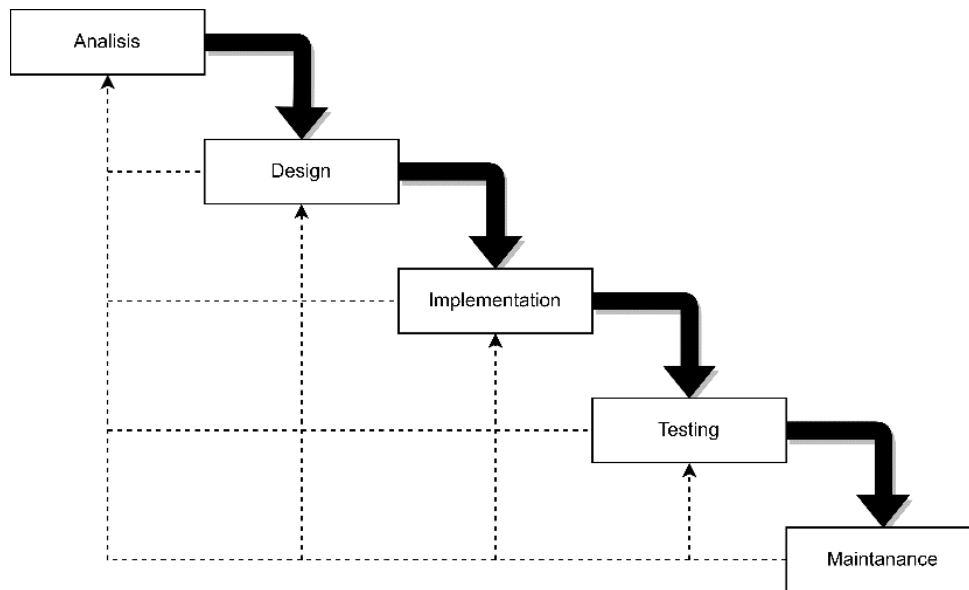 Analisis
Design
Implementation
Testing
Maintanance